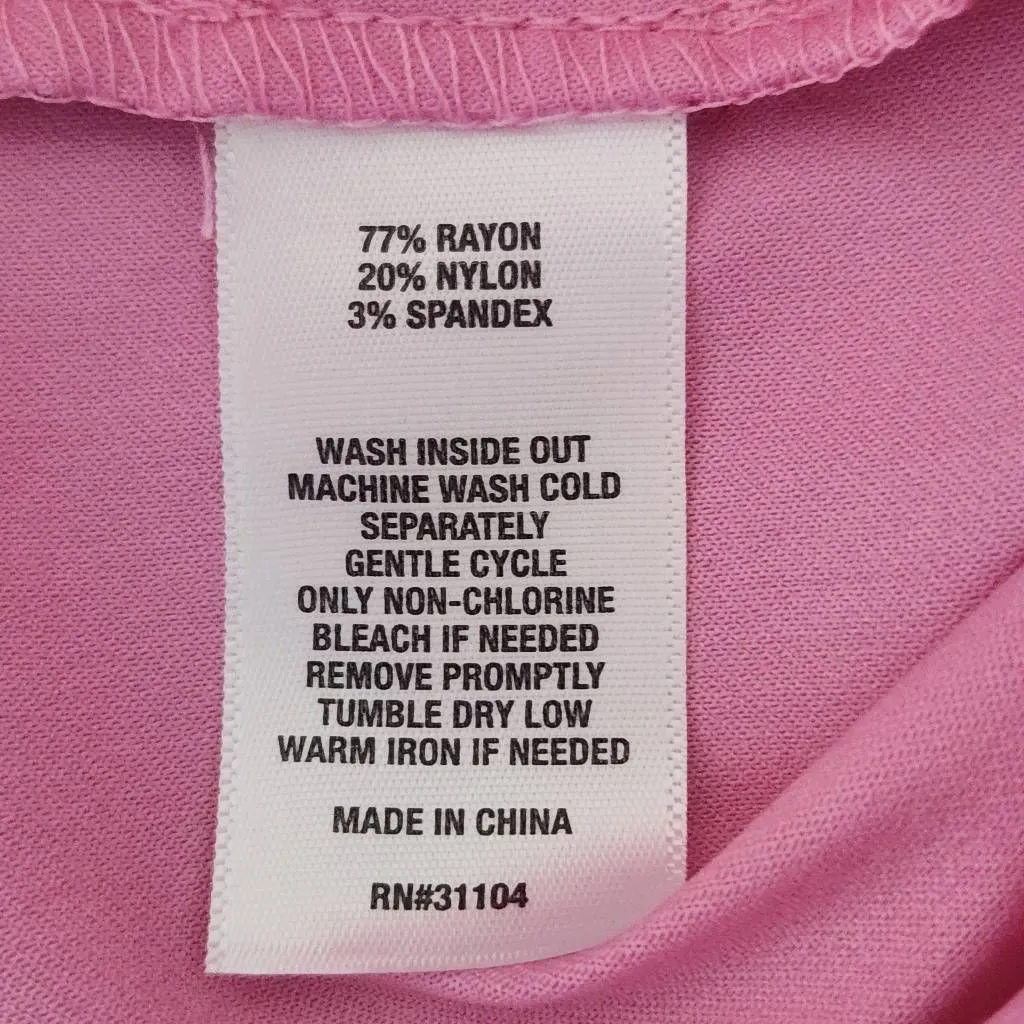 77% RAYON
20% NYLON
3% SPANDEX
WASH INSIDE OUT
MACHINE WASH COLD
SEPARATELY
GENTLE CYCLE
ONLY NON-CHLORINE
BLEACH IF NEEDED
REMOVE PROMPTLY
TUMBLE DRY LOW
WARM IRON IF NEEDED
MADE IN CHINA
RN#31104